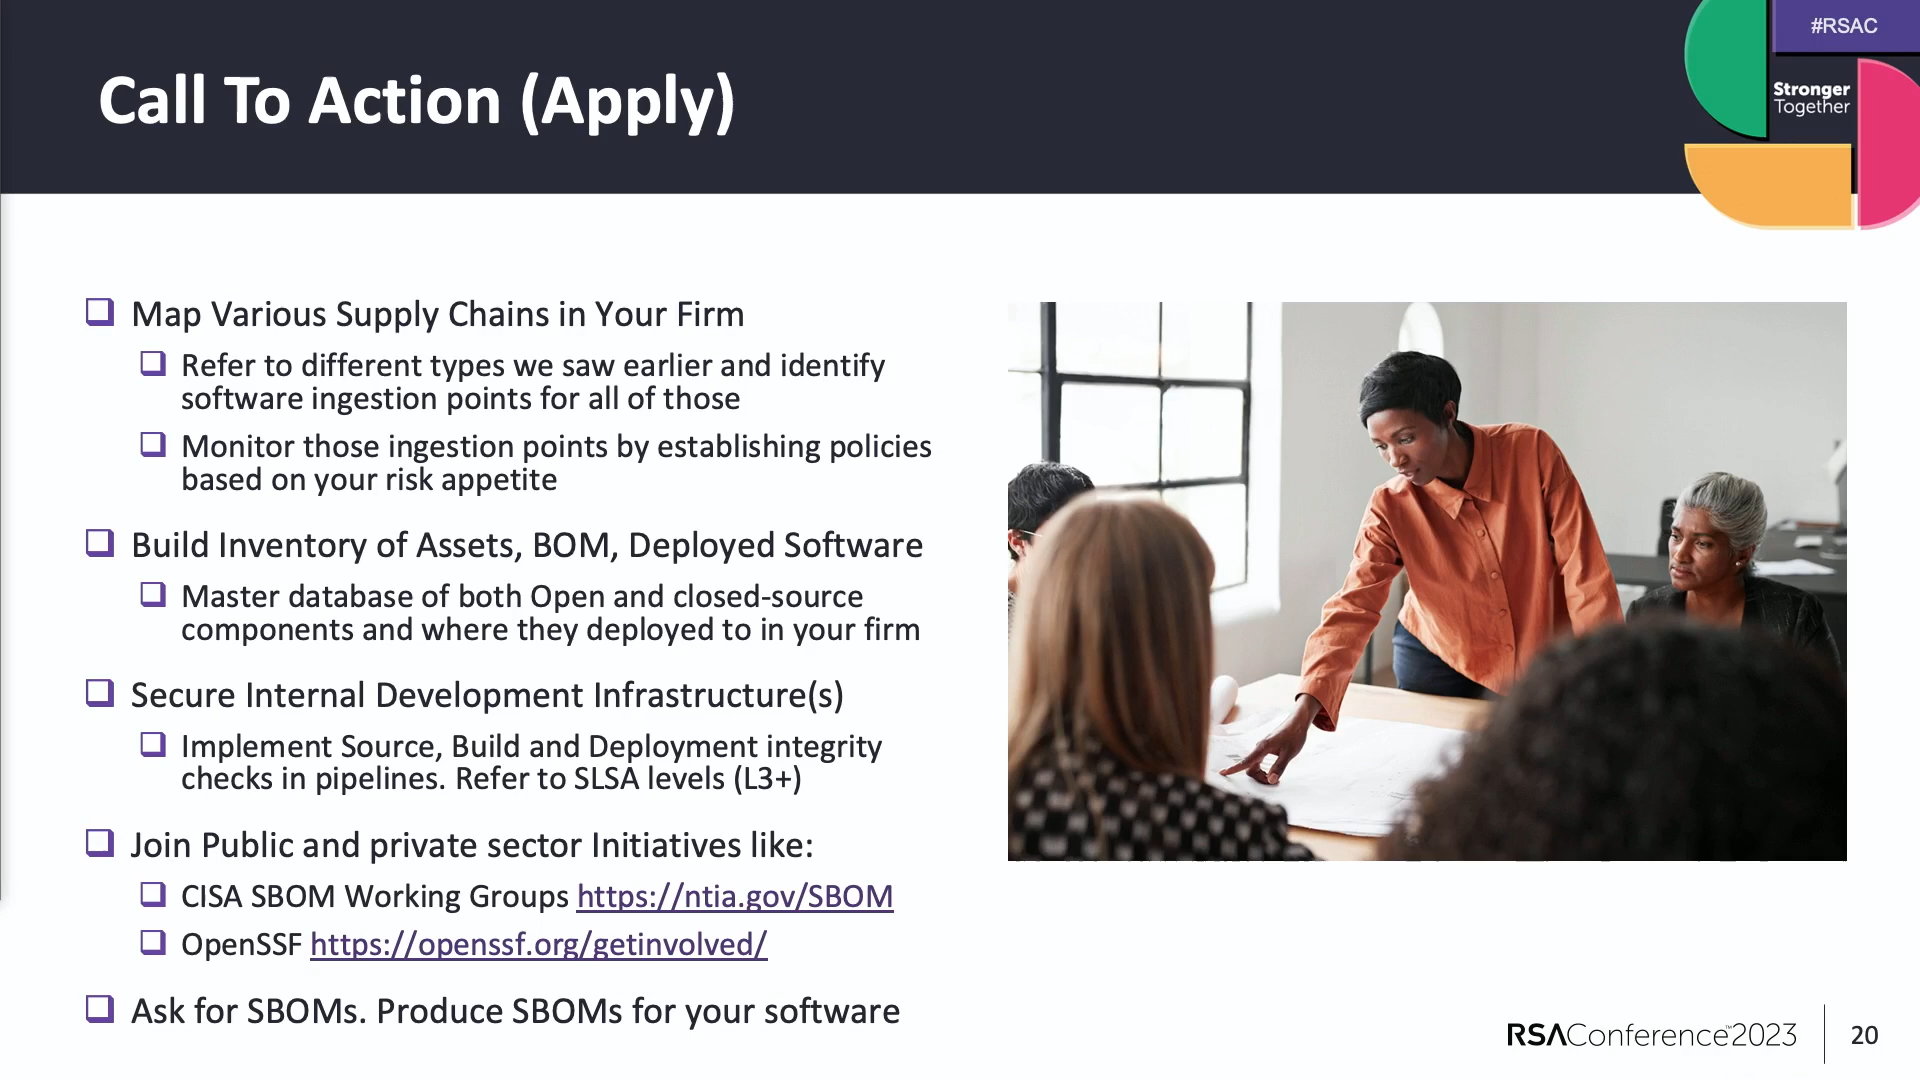 #RSAC
Call To Action (Apply)
Stronger
Together
Map Various Supply Chains in Your Firm
Refer to different types we saw earlier and identify
software ingestion points for all of those
Monitor those ingestion points by establishing policies
based on your risk appetite
Build Inventory of Assets, BOM, Deployed Software
Master database of both Open and closed-source
components and where they deployed to in your firm
Secure Internal Development Infrastructure(s)
Implement Source, Build and Deployment integrity
checks in pipelines. Refer to SLSA levels (L3+)
Join Public and private sector Initiatives like:
CISA SBOM Working Groups https://ntia.gov/SBOM
OpenSSF https://openssf.org/getinvolved/
Ask for SBOMs. Produce SBOMs for your software
RSAConference™2023
20